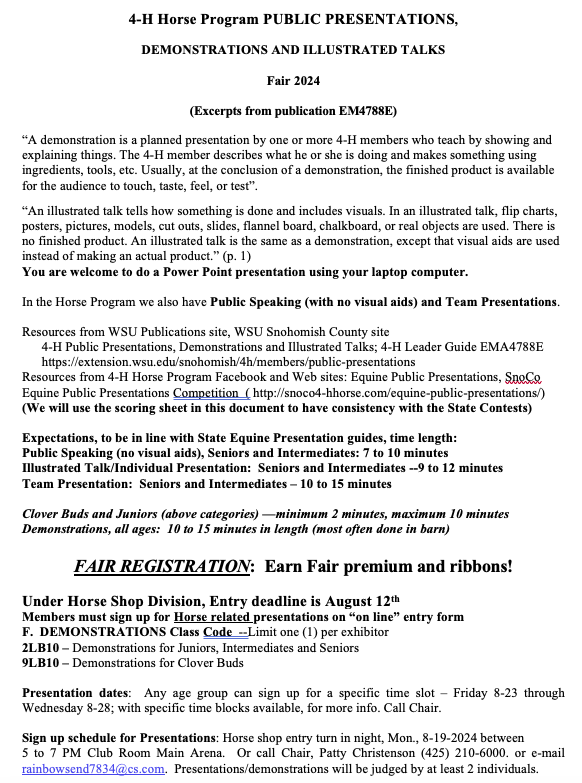 4-H Horse Program PUBLIC PRESENTATIONS,
DEMONSTRATIONS AND ILLUSTRATED TALKS
Fair 2024
(Excerpts from publication EM4788E)
“A demonstration is a planned presentation by one or more 4-H members who teach by showing and
explaining things. The 4-H member describes what he or she is doing and makes something using
ingredients, tools, etc. Usually, at the conclusion of a demonstration, the finished product is available
for the audience to touch, taste, feel, or test”.
“An illustrated talk tells how something is done and includes visuals. In an illustrated talk, flip charts,
posters, pictures, models, cut outs, slides, flannel board, chalkboard, or real objects are used. There is
no finished product. An illustrated talk is the same as a demonstration, except that visual aids are used
instead of making an actual product.” (p. 1)
You are welcome to do a Power Point presentation using your laptop computer.
In the Horse Program we also have Public Speaking (with no visual aids) and Team Presentations.
Resources from WSU Publications site, WSU Snohomish County site
4-H Public Presentations, Demonstrations and Illustrated Talks; 4-H Leader Guide EMA4788E
https://extension.wsu.edu/snohomish/4h/members/public-presentations
Resources from 4-H Horse Program Facebook and Web sites: Equine Public Presentations, SnoCo
Equine Public Presentations Competition ( http://snoco4-hhorse.com/equine-public-presentations/)
(We will use the scoring sheet in this document to have consistency with the State Contests)
Expectations, to be in line with State Equine Presentation guides, time length:
Public Speaking (no visual aids), Seniors and Intermediates: 7 to 10 minutes
Illustrated Talk/Individual Presentation: Seniors and Intermediates --9 to 12 minutes
Team Presentation: Seniors and Intermediates – 10 to 15 minutes
Clover Buds and Juniors (above categories) —minimum 2 minutes, maximum 10 minutes
Demonstrations, all ages: 10 to 15 minutes in length (most often done in barn)
FAIR REGISTRATION: Earn Fair premium and ribbons!
Under Horse Shop Division, Entry deadline is August 12th
Members must sign up for Horse related presentations on “on line” entry form
F. DEMONSTRATIONS Class Code --Limit one (1) per exhibitor
2LB10 – Demonstrations for Juniors, Intermediates and Seniors
9LB10 – Demonstrations for Clover Buds
Presentation dates: Any age group can sign up for a specific time slot – Friday 8-23 through
Wednesday 8-28; with specific time blocks available, for more info. Call Chair.
Sign up schedule for Presentations: Horse shop entry turn in night, Mon., 8-19-2024 between
5 to 7 PM Club Room Main Arena. Or call Chair, Patty Christenson (425) 210-6000. or e-mail
rainbowsend7834@cs.com. Presentations/demonstrations will be judged by at least 2 individuals.